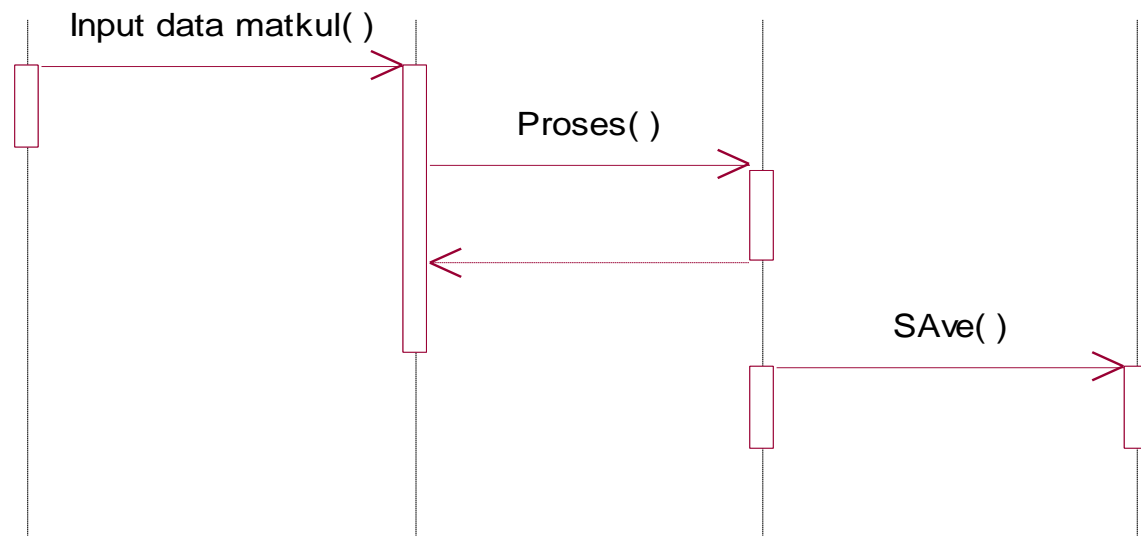 Input data matkul( )
Proses( )
SAve( )